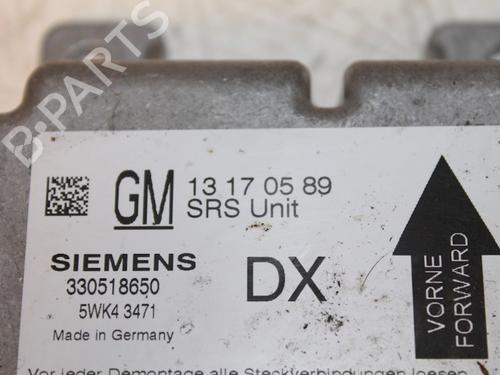 B-PARTS
GM 13 17 05 89
SRS Unit
SIEMENS
330518650
5WK4 3471
Made in Germany
DX
VORNE
FORWARD
Vor jeder Demontage alle Steckverbindungen loesen